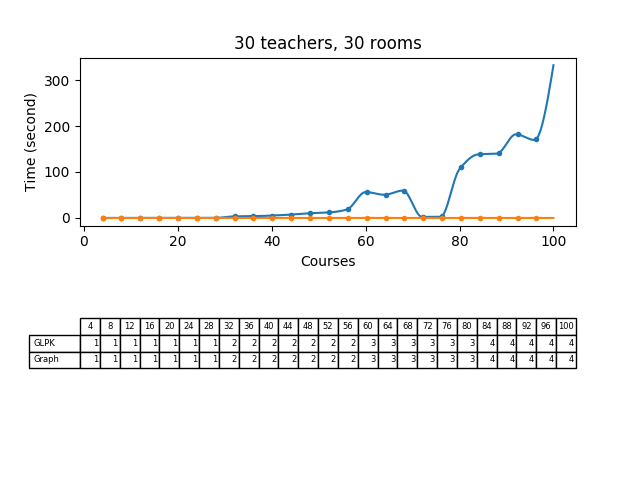 30 teachers, 30 rooms
300
200
100
0
Time (second)
0 20 40 60 80 100
Courses
4 8 12 16 20 24 28 32 36 40 44 48 52 56 60 64 68 72 76 80 84 88 92 96 100
GLPK 1 1 1 1 1 1 1 2 2 2 2 2 2 2 3 3 3 3 3 3 4 4 4 4 4
Graph 1 1 1 1 1 1 1 2 2 2 2 2 2 2 3 3 3 3 3 3 4 4 4 4 4